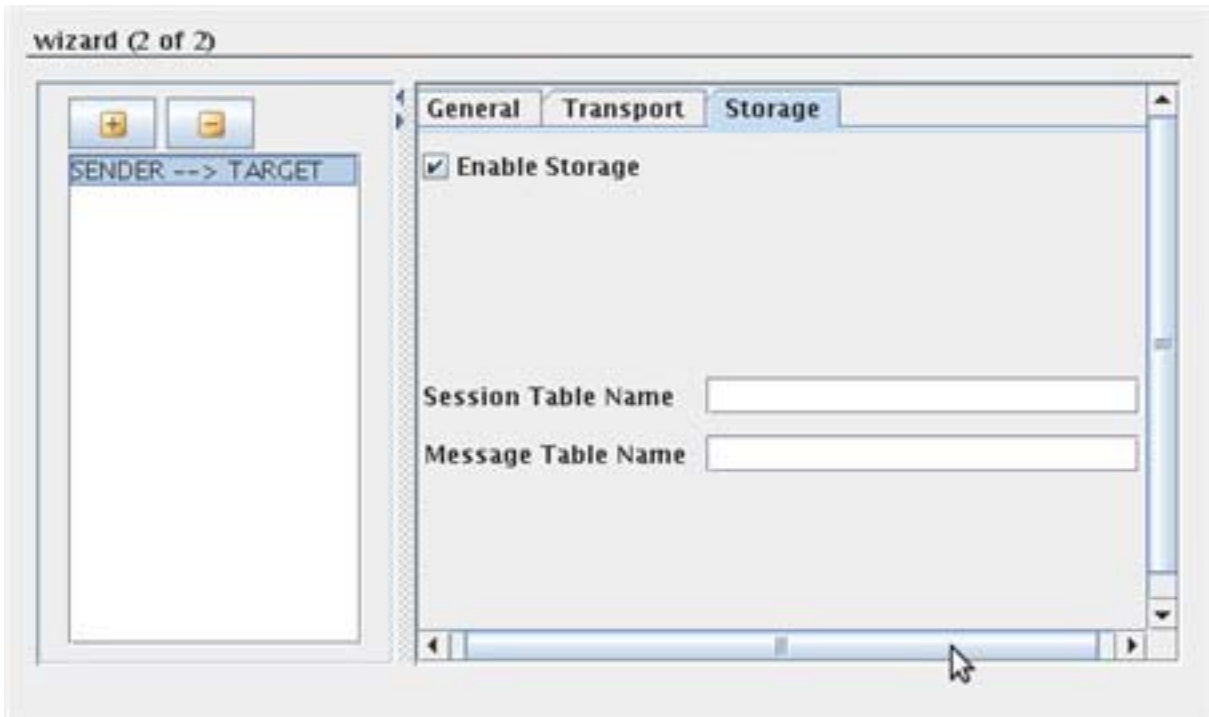 wizard (2 of 2)
SENDER --> TARGET
General Transport Storage
Enable Storage
Session Table Name
Message Table Name